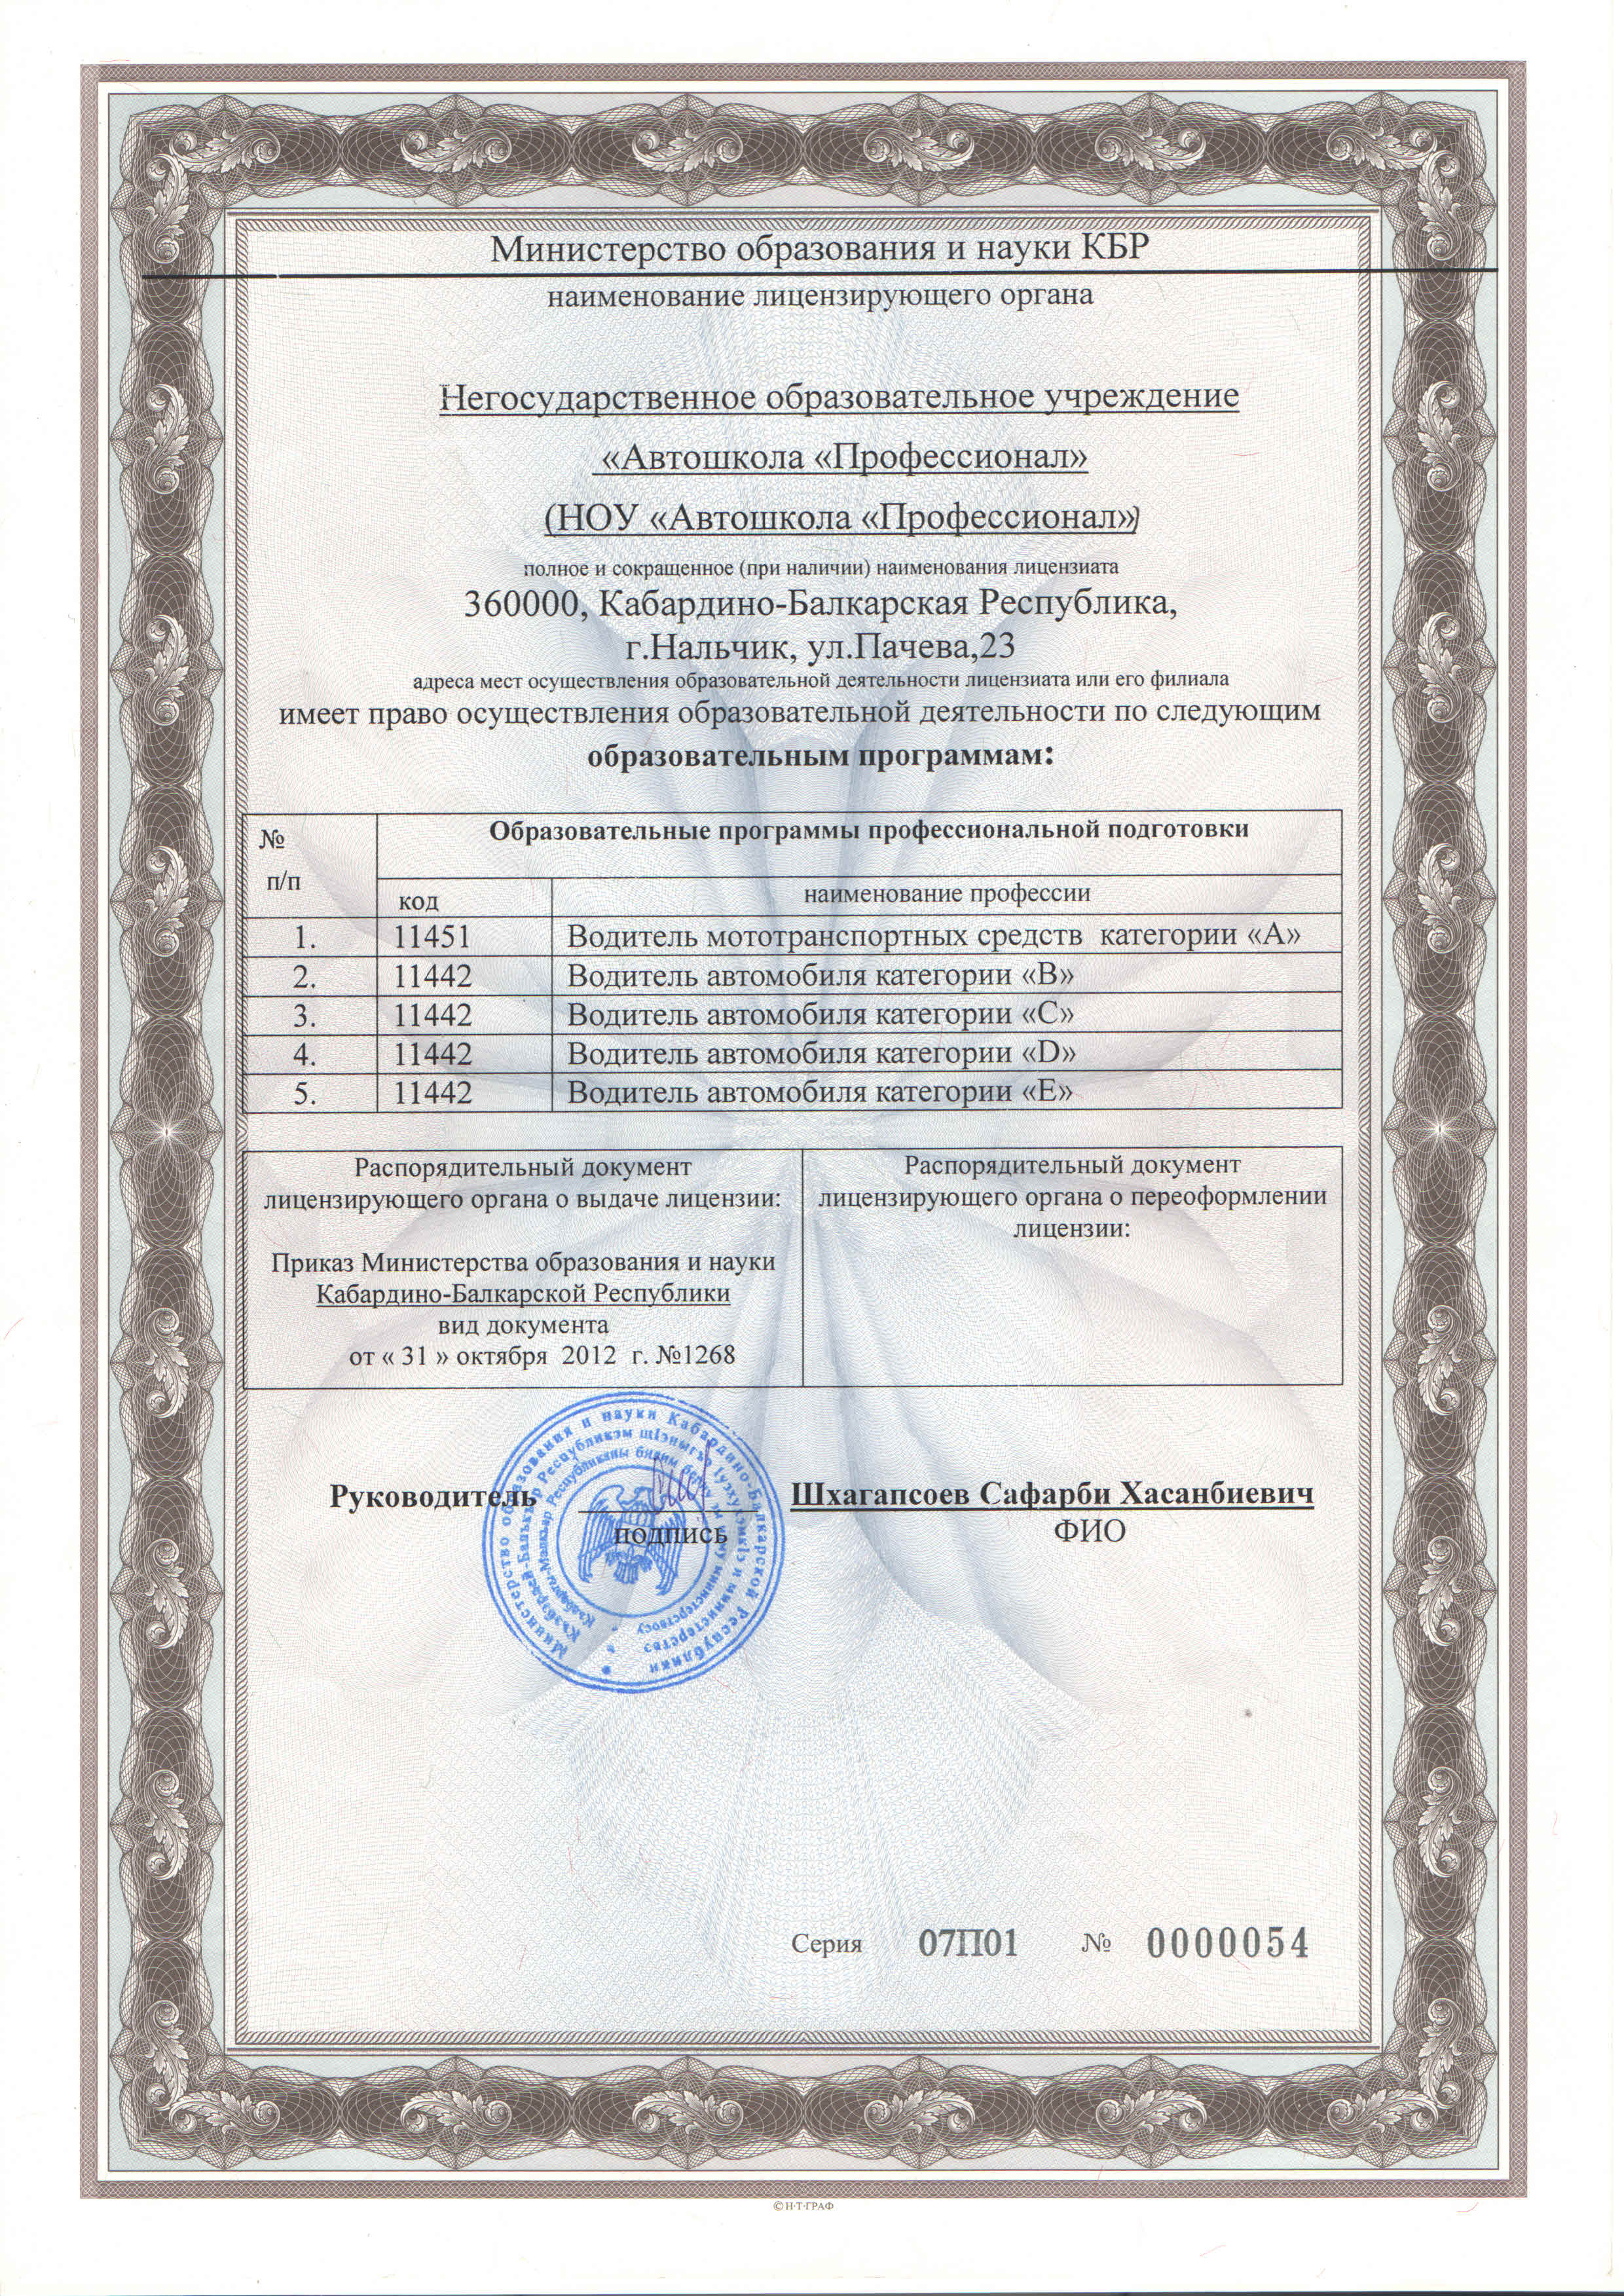 Министерство образования и науки КБР
наименование лицензирующего органа
Негосударственное образовательное учреждение
«Автошкола «Профессионал»
(НОУ «Автошкола «Профессионал»)
полное и сокращенное (при наличии) наименования лицензиата
360000, Кабардино-Балкарская Республика,
г.Нальчик, ул.Пачева,23
адреса мест осуществления образовательной деятельности лицензиата или его филиала
имеет право осуществления образовательной деятельности по следующим
образовательным программам:
№ п/п Образовательные программы профессиональной подготовки
код наименование профессии
1. 11451 Водитель мототранспортных средств категории «А»
2. 11442 Водитель автомобиля категории «В»
3. 11442 Водитель автомобиля категории «С»
4. 11442 Водитель автомобиля категории «D»
5. 11442 Водитель автомобиля категории «Е»
Распорядительный документ
лицензирующего органа о выдаче лицензии:
Приказ Министерства образования и науки
Кабардино-Балкарской Республики
вид документа
от « 31 » октября 2012 г. №1268
Распорядительный документ
лицензирующего органа о переоформлении
лицензии:
Руководитель
подпись
Шхагапсоев Сафарби Хасанбиевич
ФИО
Министерство образования и науки Кабардино-Балкарской Республики
Серия 07П01 № 0000054
© Н·Т·ГРАФ